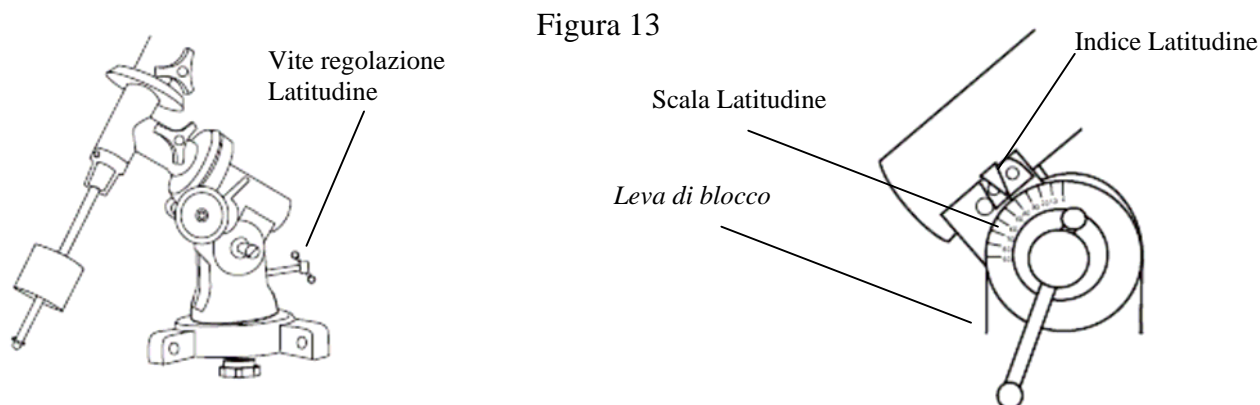 Figura 13
Vite regolazione
Latitudine
Indice Latitudine
Scala Latitudine
Leva di blocco